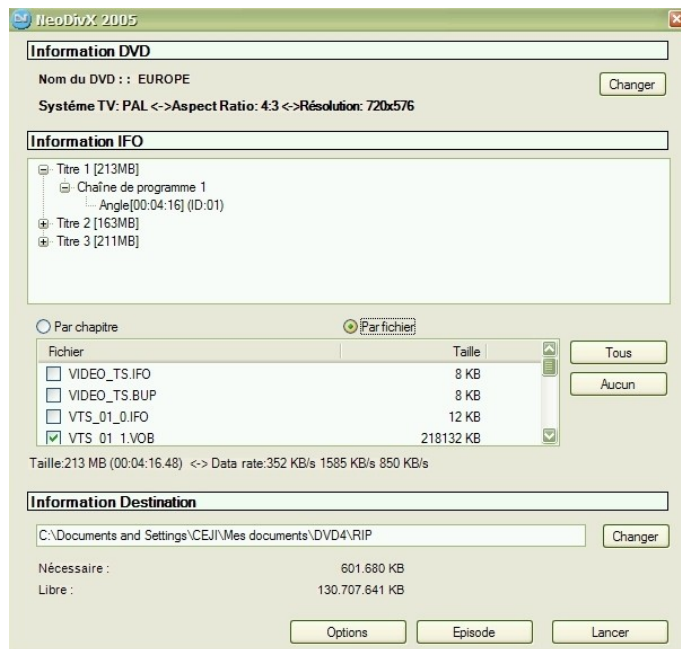 NeoDivX 2005
Information DVD
Nom du DVD : : EUROPE
Changer
Systéme TV: PAL <->Aspect Ratio: 4:3 <->Résolution: 720x576
Information IFO
Titre 1 [213MB]
Chaîne de programme 1
Angle[00:04:16] (ID:01)
Titre 2 [163MB]
Titre 3 [211MB]
Par chapitre Par fichier
Fichier Taille
Tous
VIDEO_TS.IFO 8 KB
VIDEO_TS.BUP 8 KB
Aucun
VTS_01_0.IFO 12 KB
VTS_01_1.VOB 218132 KB
Taille:213 MB (00:04:16.48) <-> Data rate:352 KB/s 1585 KB/s 850 KB/s
Information Destination
C:\Documents and Settings\CEJI\Mes documents\DVD4\RIP
Changer
Nécessaire : 601.680 KB
Libre : 130.707.641 KB
Options Episode Lancer